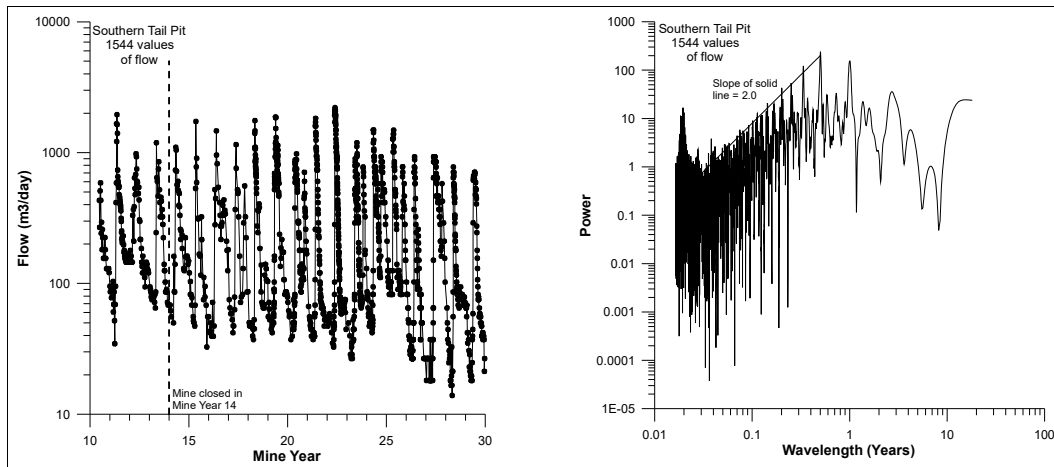 Southern Tail Pit
1544 values
of flow
10000
1000
100
10
Flow (m3/day)
Mine closed in
Mine Year 14
10
15
20
25
30
Mine Year
Southern Tail Pit
1544 values
of flow
Slope of solid
line = 2.0
1000
100
10
1
0.1
0.01
0.001
0.0001
1E-05
Power
0.01
0.1
1
10
100
Wavelength (Years)